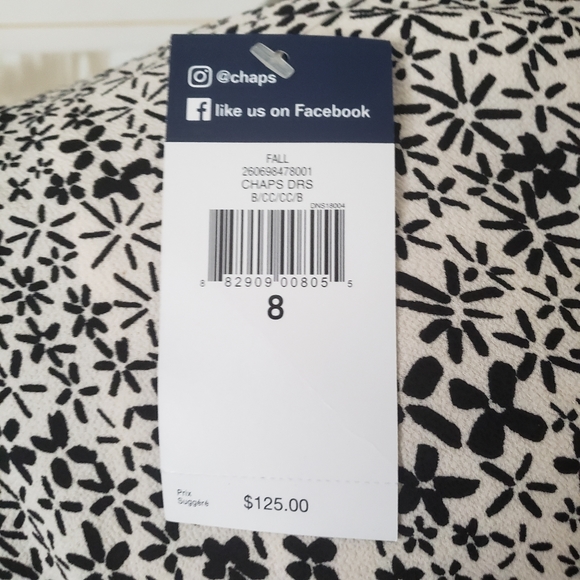 @chaps
like us on Facebook
FALL
260698478001
CHAPS DRS
B/CC/CC/B
DNS18004
8 82909 00805 5
8
Prix
Suggéré
$125.00